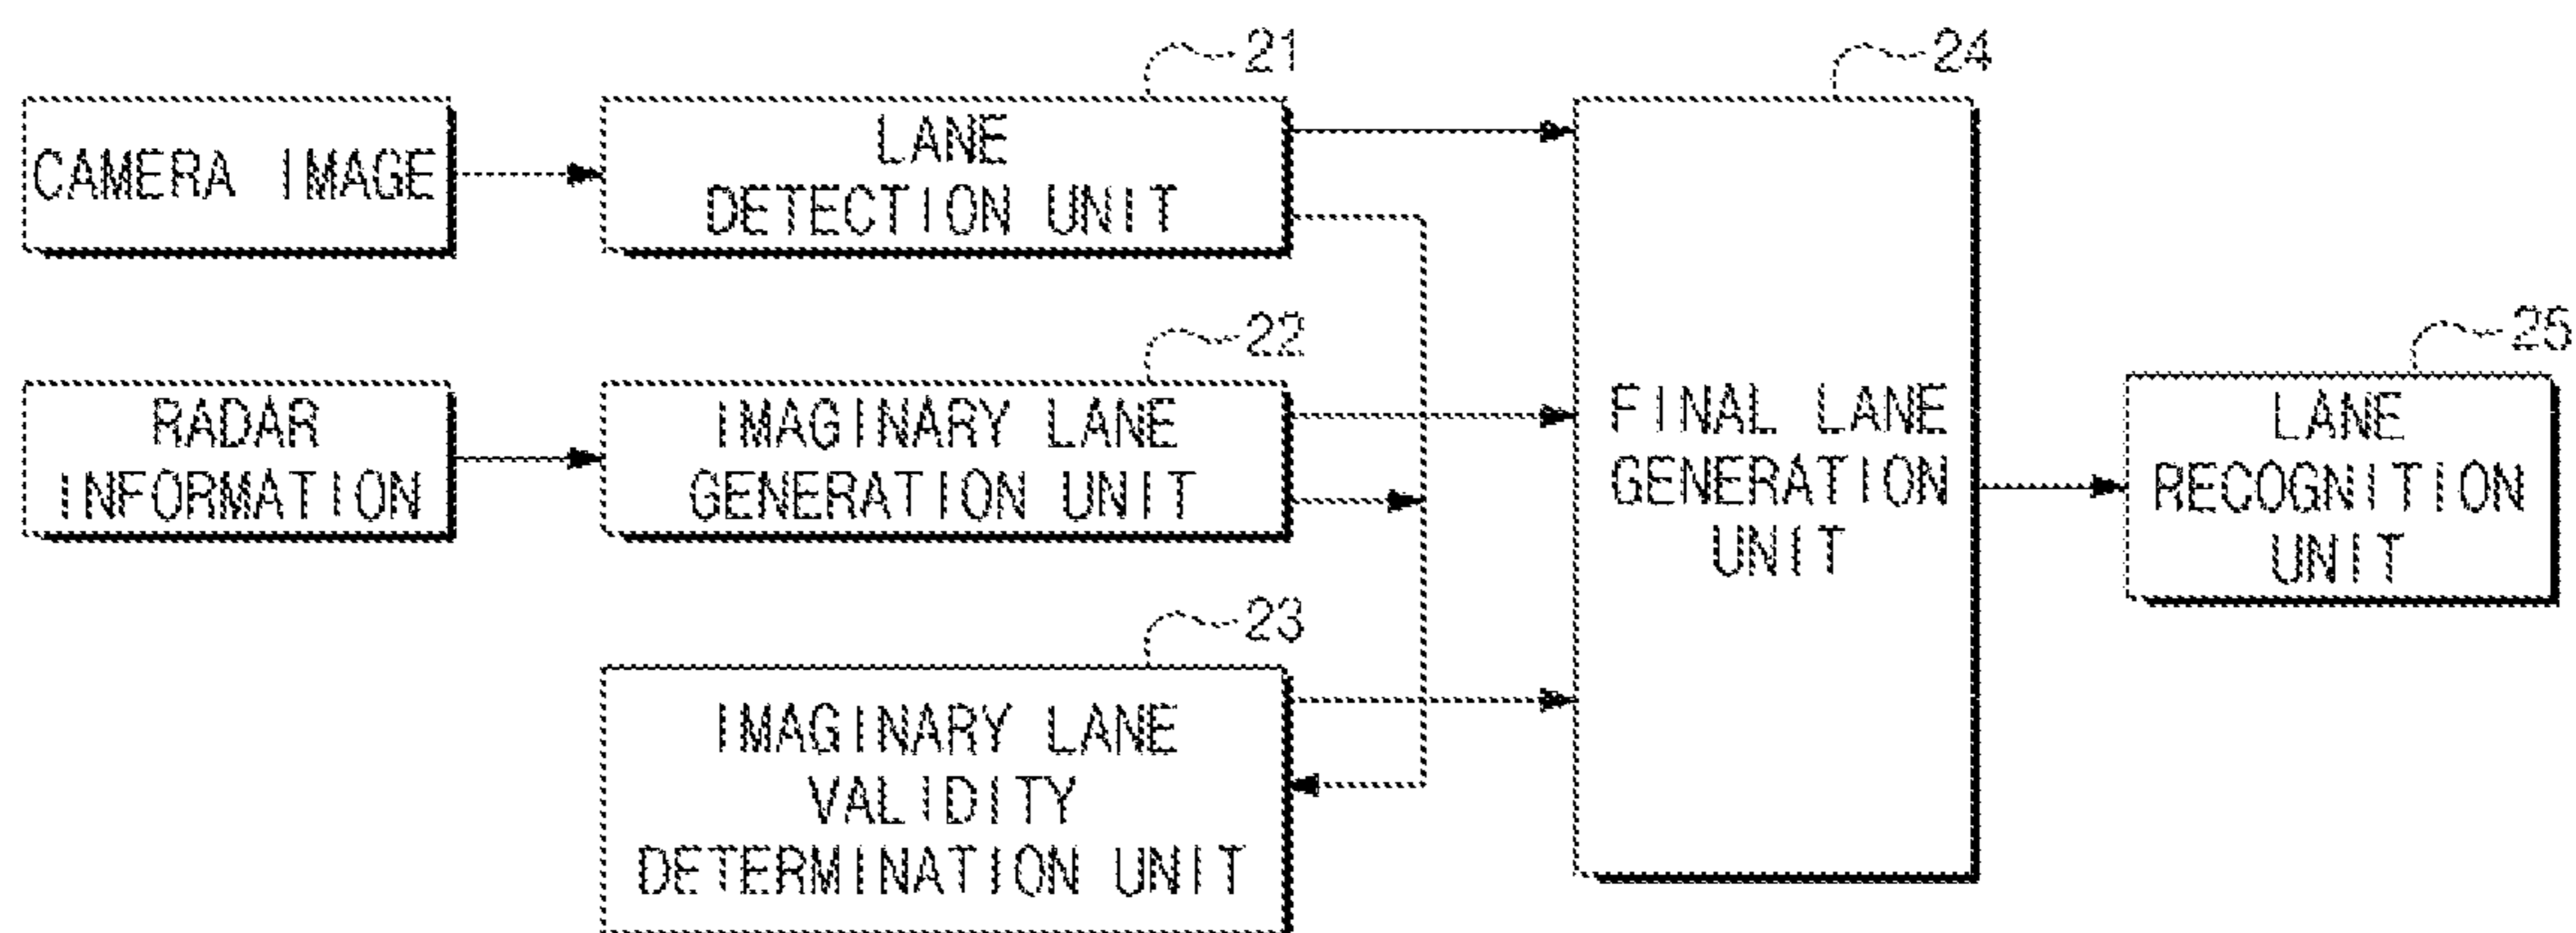 21
24
CAMERA IMAGE
LANE
DETECTION UNIT
22
25
RADAR
INFORMATION
IMAGINARY LANE
GENERATION UNIT
FINAL LANE
GENERATION
UNIT
LANE
RECOGNITION
UNIT
23
IMAGINARY LANE
VALIDITY
DETERMINATION UNIT